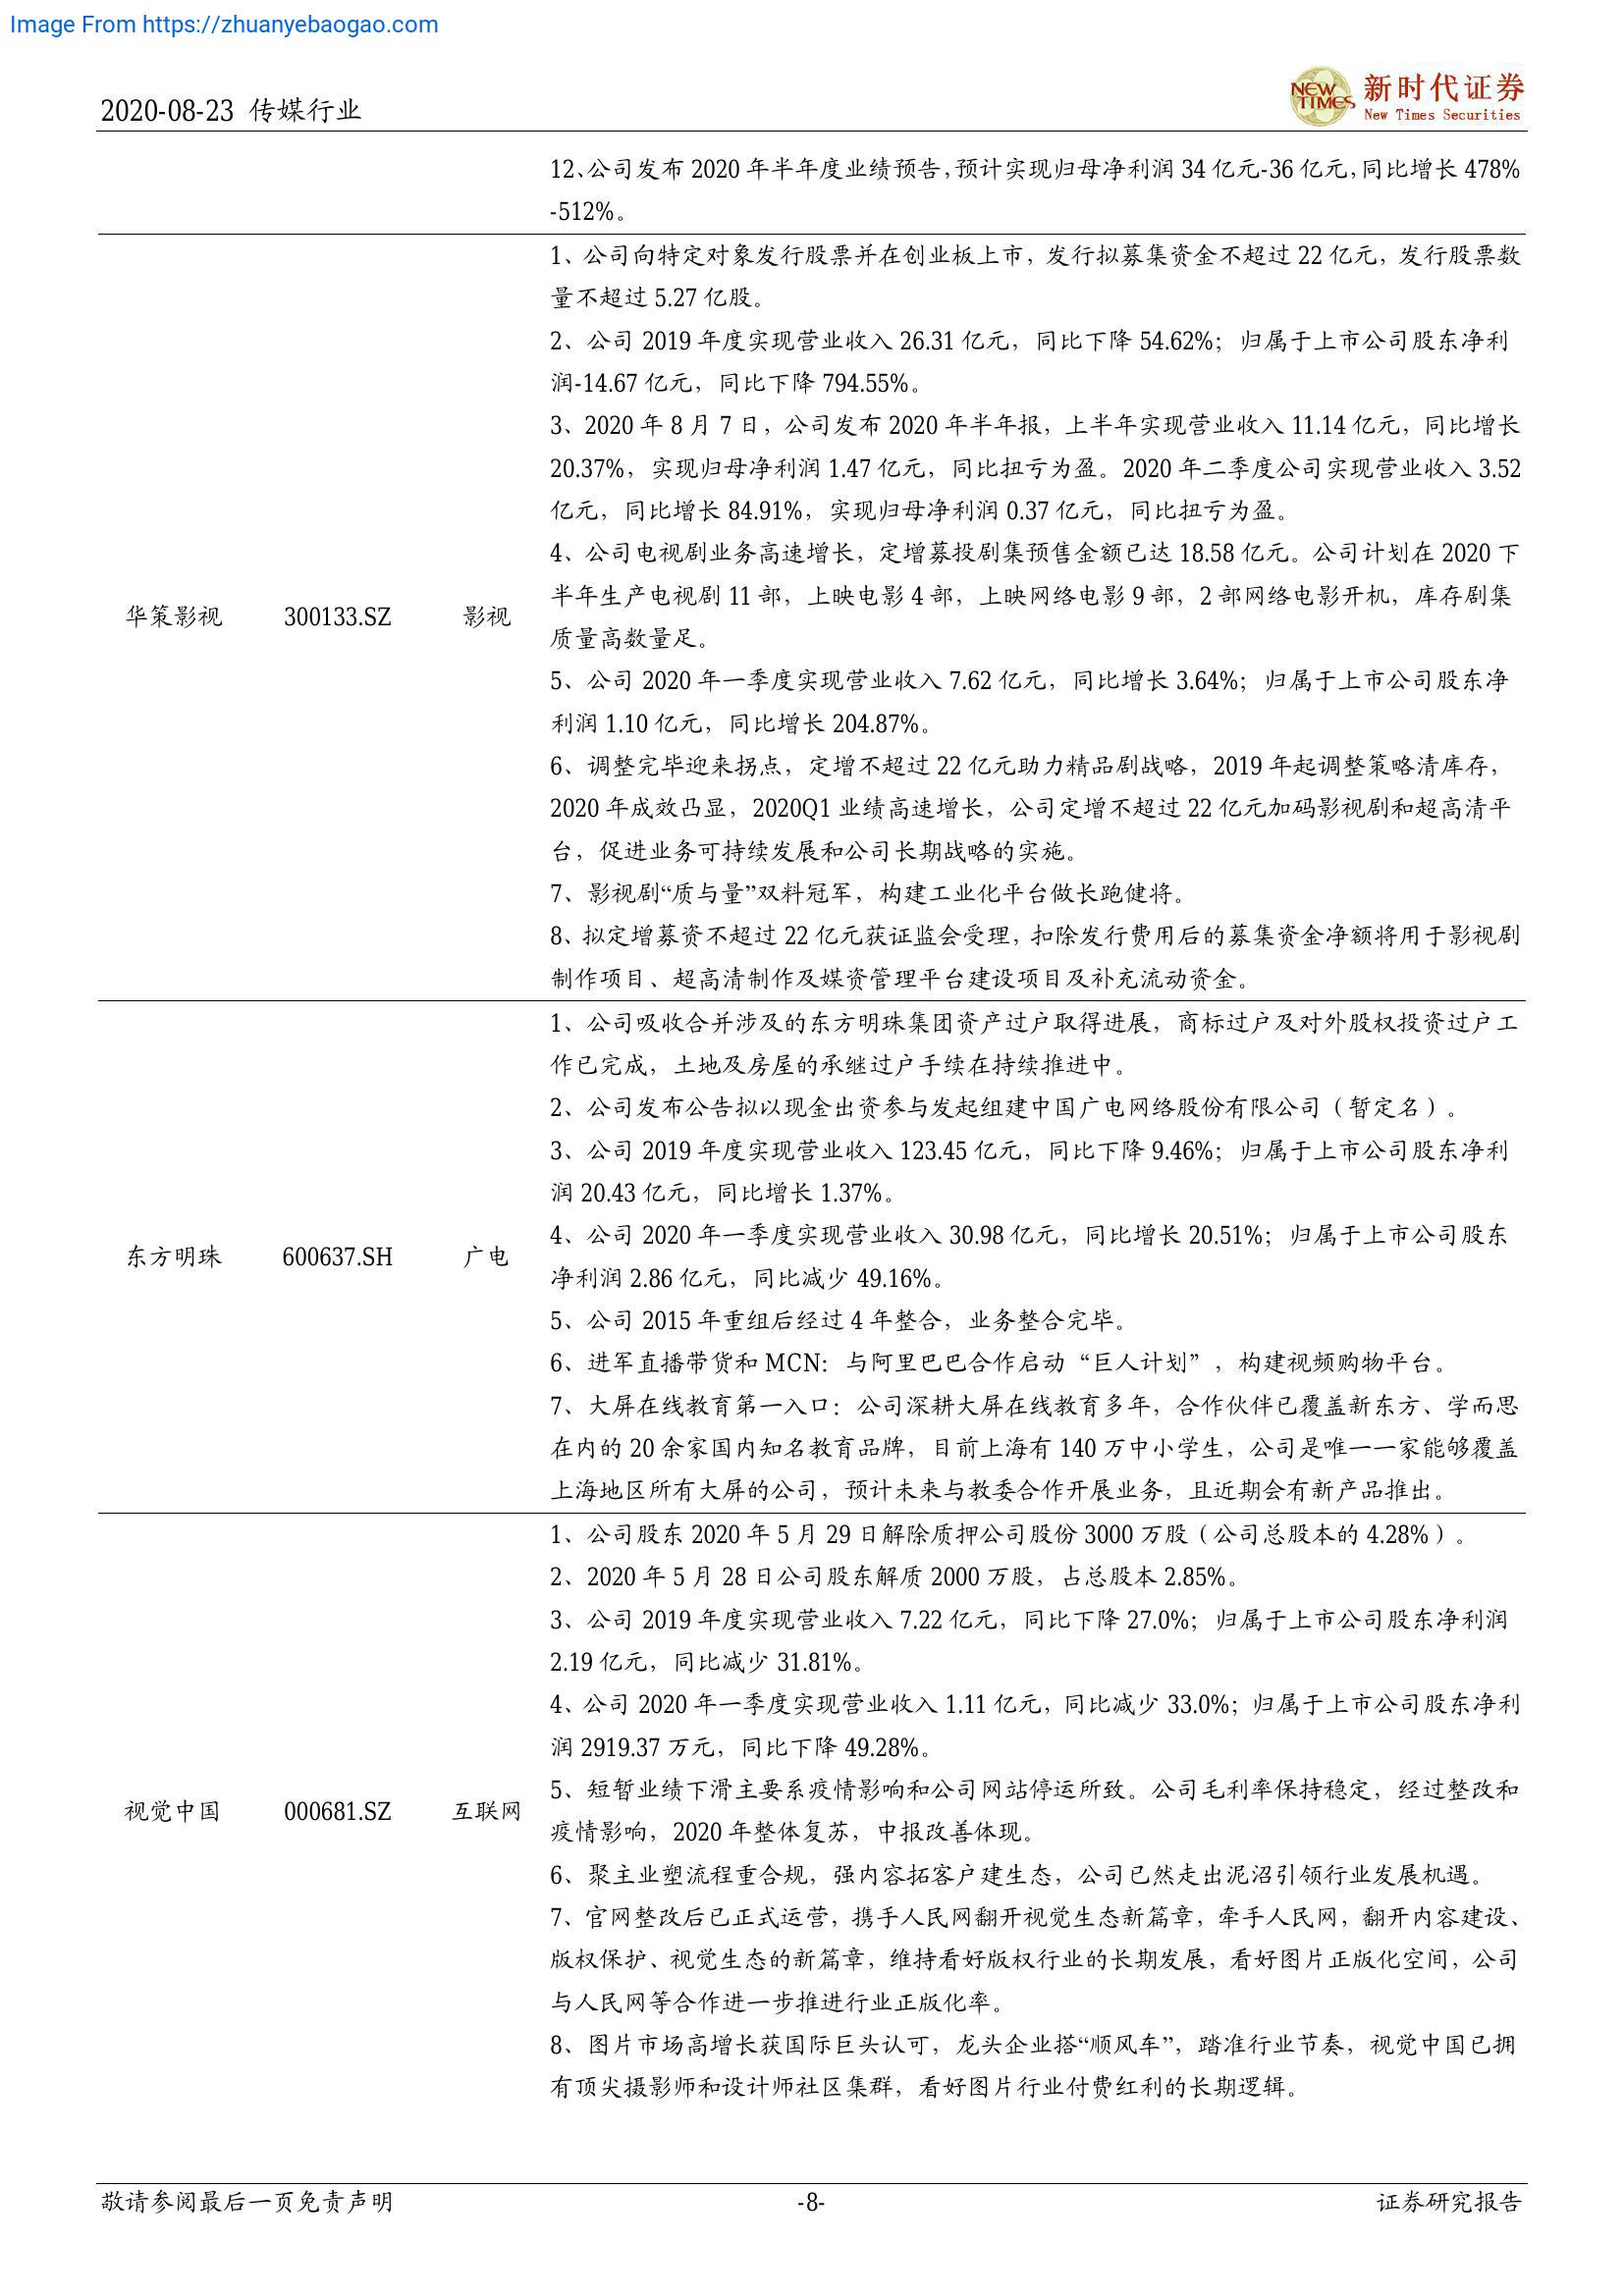 Image From https://zhuanyebaogao.com
2020-08-23 传媒行业
NEW TIMES
新时代证券
New Times Securities
12、公司发布 2020 年半年度业绩预告，预计实现归母净利润 34 亿元-36 亿元，同比增长 478%
-512%。
1、公司向特定对象发行股票并在创业板上市，发行拟募集资金不超过 22 亿元，发行股票数
量不超过 5.27 亿股。
2、公司 2019 年度实现营业收入 26.31 亿元，同比下降 54.62%；归属于上市公司股东净利
润-14.67 亿元，同比下降 794.55%。
3、2020 年 8 月 7 日，公司发布 2020 年半年报，上半年实现营业收入 11.14 亿元，同比增长
20.37%，实现归母净利润 1.47 亿元，同比扭亏为盈。2020 年二季度公司实现营业收入 3.52
亿元，同比增长 84.91%，实现归母净利润 0.37 亿元，同比扭亏为盈。
4、公司电视剧业务高速增长，定增募投剧集预售金额已达 18.58 亿元。公司计划在 2020 下
半年生产电视剧 11 部，上映电影 4 部，上映网络电影 9 部，2 部网络电影开机，库存剧集
华策影视 300133.SZ 影视
质量高数量足。
5、公司 2020 年一季度实现营业收入 7.62 亿元，同比增长 3.64%；归属于上市公司股东净
利润 1.10 亿元，同比增长 204.87%。
6、调整完毕迎来拐点，定增不超过 22 亿元助力精品剧战略，2019 年起调整策略清库存，
2020 年成效凸显，2020Q1 业绩高速增长，公司定增不超过 22 亿元加码影视剧和超高清平
台，促进业务可持续发展和公司长期战略的实施。
7、影视剧“质与量”双料冠军，构建工业化平台做长跑健将。
8、拟定增募资不超过 22 亿元获证监会受理，扣除发行费用后的募集资金净额将用于影视剧
制作项目、超高清制作及媒资管理平台建设项目及补充流动资金。
1、公司吸收合并涉及的东方明珠集团资产过户取得进展，商标过户及对外股权投资过户工
作已完成，土地及房屋的承继过户手续在持续推进中。
2、公司发布公告拟以现金出资参与发起组建中国广电网络股份有限公司（暂定名）。
3、公司 2019 年度实现营业收入 123.45 亿元，同比下降 9.46%；归属于上市公司股东净利
润 20.43 亿元，同比增长 1.37%。
4、公司 2020 年一季度实现营业收入 30.98 亿元，同比增长 20.51%；归属于上市公司股东
东方明珠 600637.SH 广电
净利润 2.86 亿元，同比减少 49.16%。
5、公司 2015 年重组后经过 4 年整合，业务整合完毕。
6、进军直播带货和 MCN：与阿里巴巴合作启动“巨人计划”，构建视频购物平台。
7、大屏在线教育第一入口：公司深耕大屏在线教育多年，合作伙伴已覆盖新东方、学而思
在内的 20 余家国内知名教育品牌，目前上海有 140 万中小学生，公司是唯一一家能够覆盖
上海地区所有大屏的公司，预计未来与教委合作开展业务，且近期会有新产品推出。
1、公司股东 2020 年 5 月 29 日解除质押公司股份 3000 万股（公司总股本的 4.28%）。
2、2020 年 5 月 28 日公司股东解质 2000 万股，占总股本 2.85%。
3、公司 2019 年度实现营业收入 7.22 亿元，同比下降 27.0%；归属于上市公司股东净利润
2.19 亿元，同比减少 31.81%。
4、公司 2020 年一季度实现营业收入 1.11 亿元，同比减少 33.0%；归属于上市公司股东净利
润 2919.37 万元，同比下降 49.28%。
5、短暂业绩下滑主要系疫情影响和公司网站停运所致。公司毛利率保持稳定，经过整改和
视觉中国 000681.SZ 互联网
疫情影响，2020 年整体复苏，中报改善体现。
6、聚主业塑流程重合规，强内容拓客户建生态，公司已然走出泥沼引领行业发展机遇。
7、官网整改后已正式运营，携手人民网翻开视觉生态新篇章，牵手人民网，翻开内容建设、
版权保护、视觉生态的新篇章，维持看好版权行业的长期发展，看好图片正版化空间，公司
与人民网等合作进一步推进行业正版化率。
8、图片市场高增长获国际巨头认可，龙头企业搭“顺风车”，踏准行业节奏，视觉中国已拥
有顶尖摄影师和设计师社区集群，看好图片行业付费红利的长期逻辑。
敬请参阅最后一页免责声明 -8- 证券研究报告